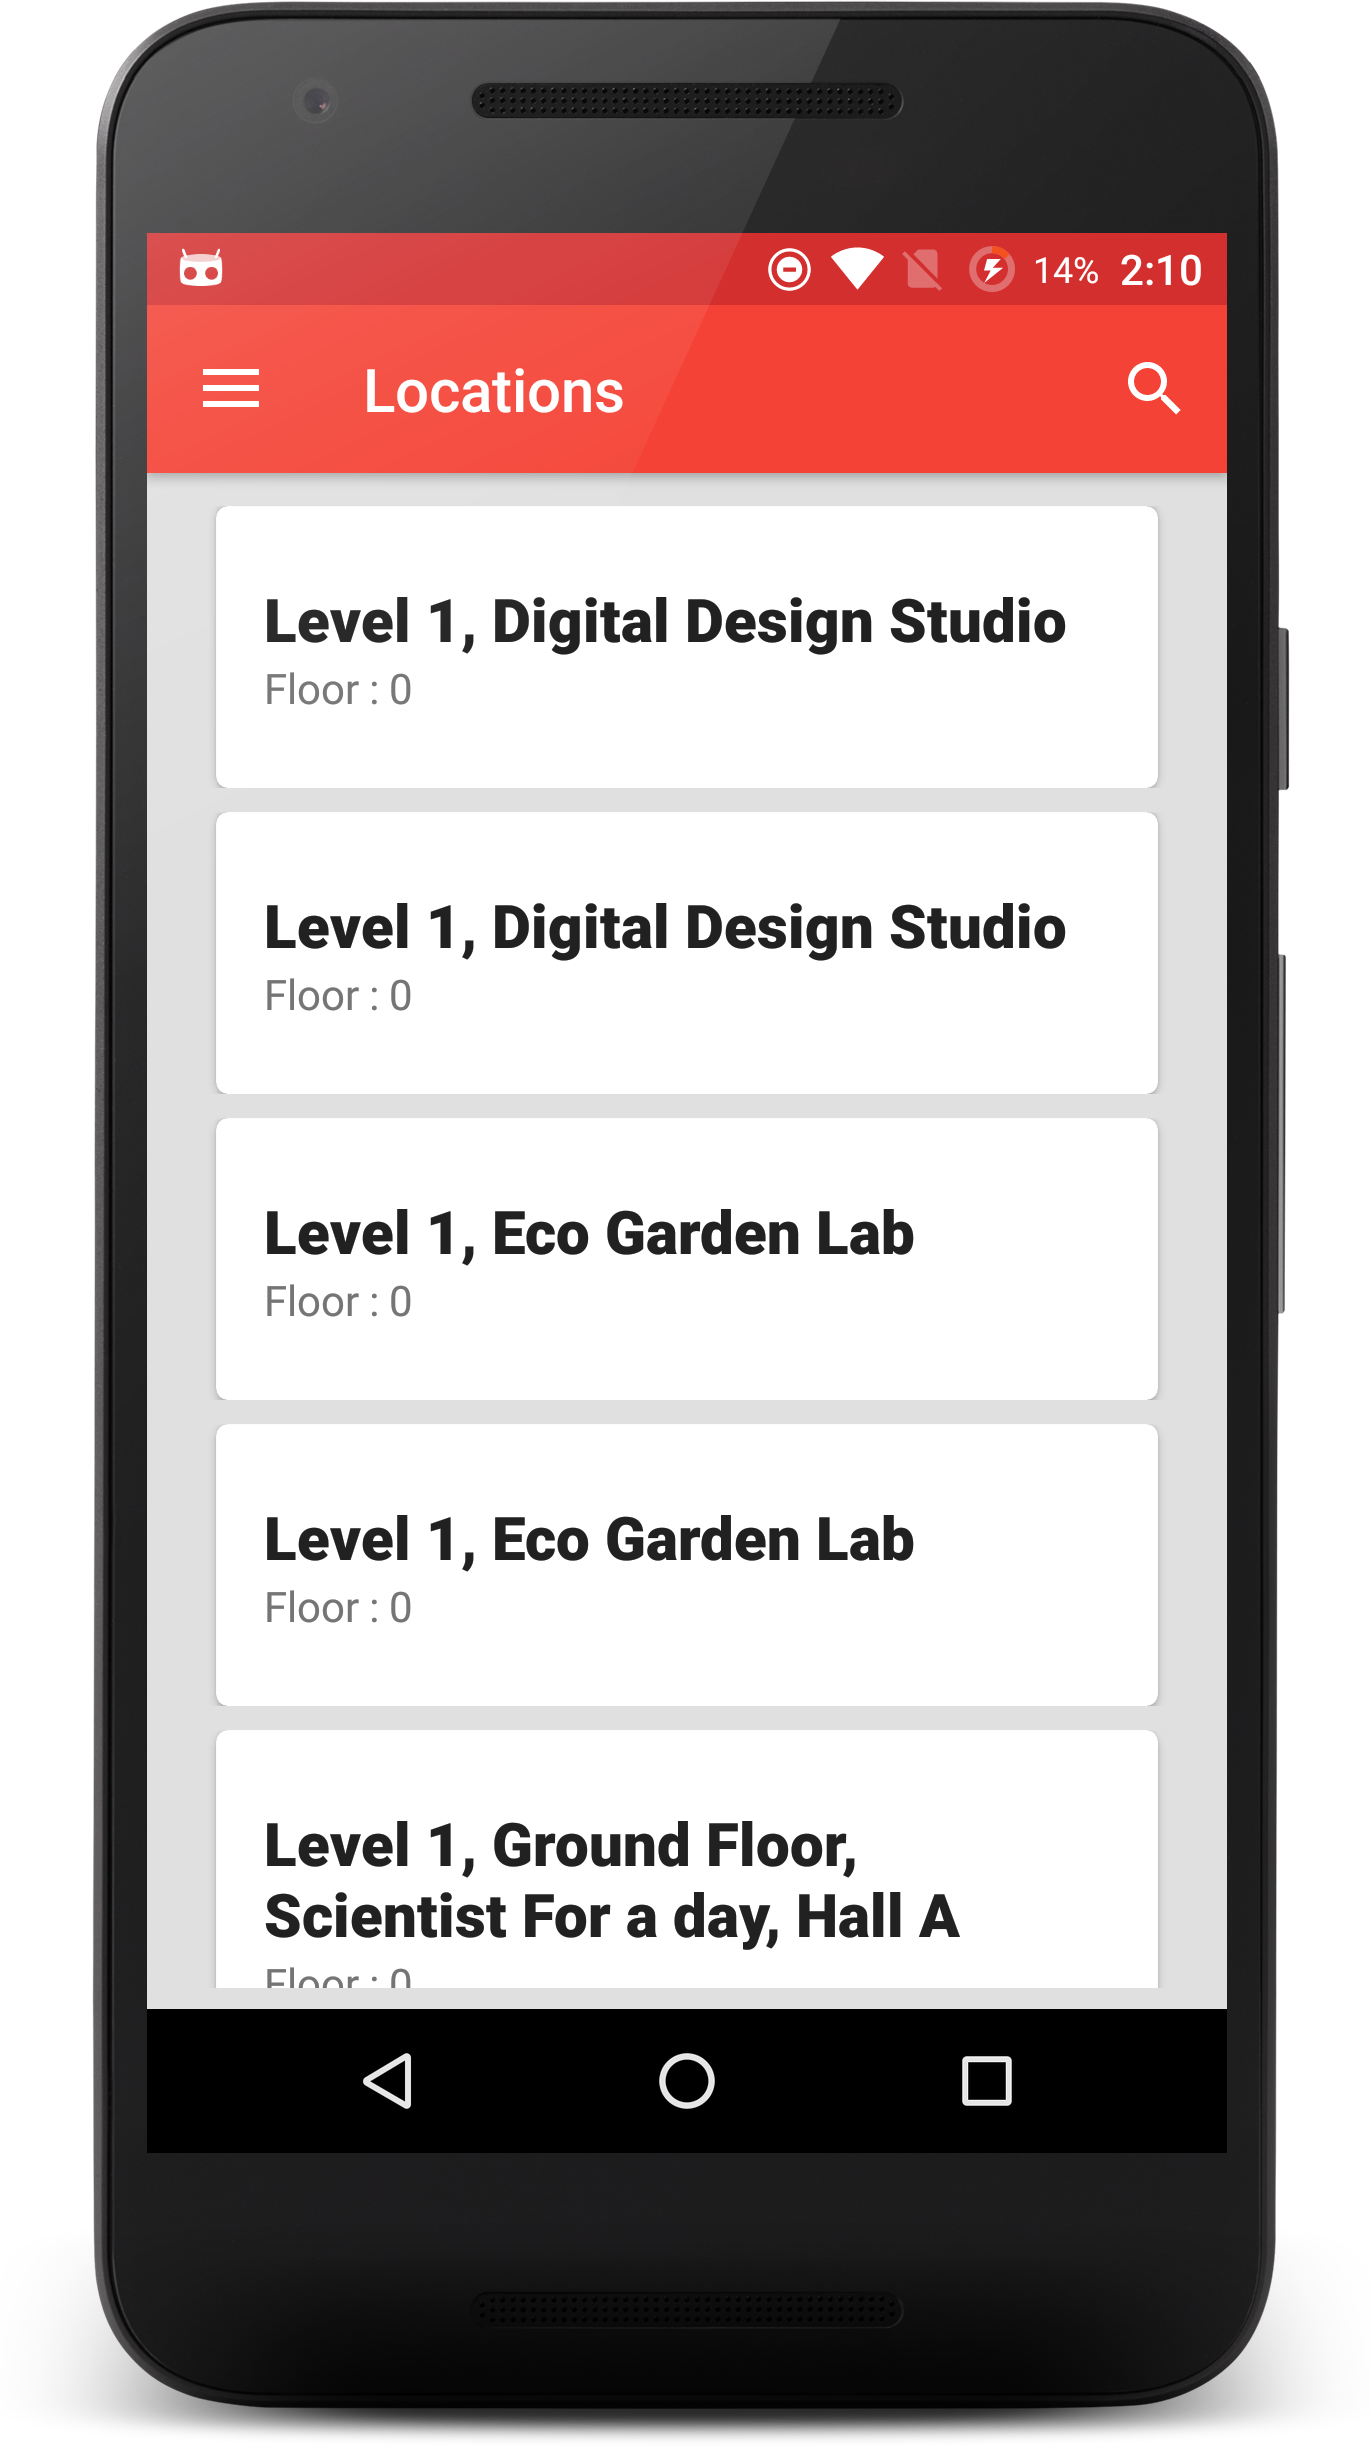 14% 2:10
Locations
Level 1, Digital Design Studio
Floor : 0
Level 1, Digital Design Studio
Floor : 0
Level 1, Eco Garden Lab
Floor : 0
Level 1, Eco Garden Lab
Floor : 0
Level 1, Ground Floor,
Scientist For a day, Hall A
Floor : 0